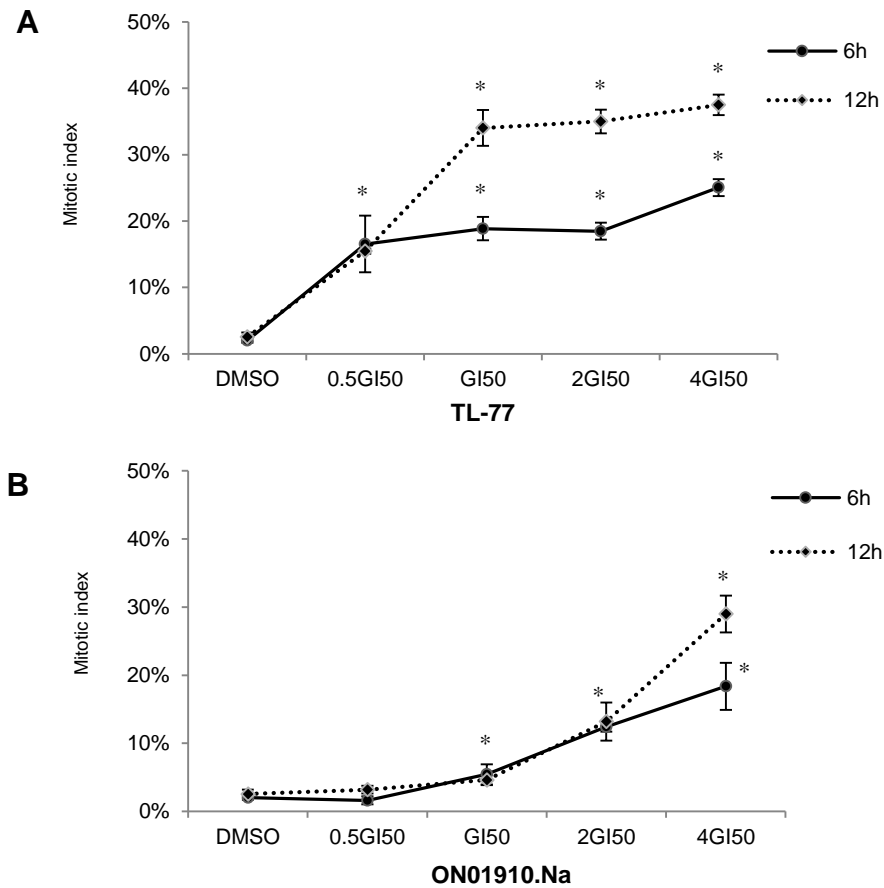 A
50%
40%
30%
20%
10%
0%
Mitotic index
6h
12h
* * *
* * * *
DMSO 0.5GI50 GI50 2GI50 4GI50
TL-77
B
50%
40%
30%
20%
10%
0%
Mitotic index
6h
12h
*
* * *
DMSO 0.5GI50 GI50 2GI50 4GI50
ON01910.Na